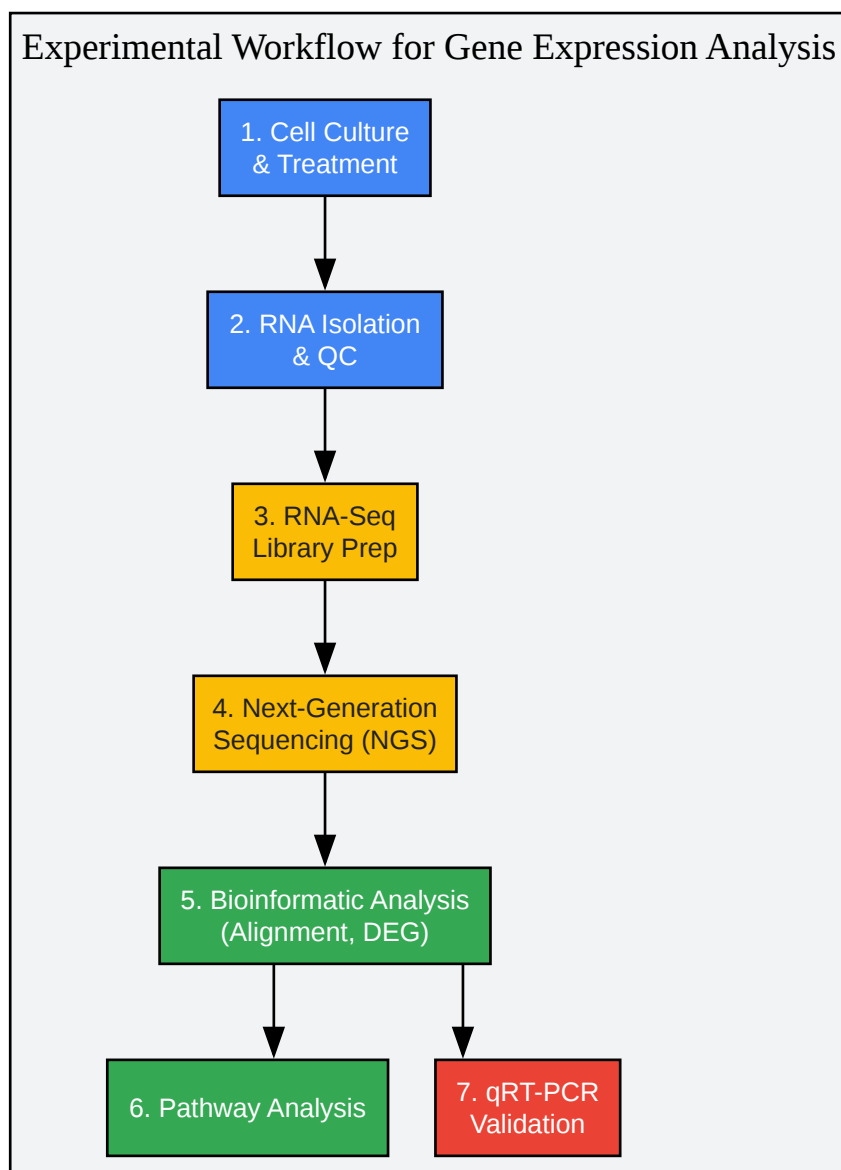 Experimental Workflow for Gene Expression Analysis
1. Cell Culture
& Treatment
2. RNA Isolation
& QC
3. RNA-Seq
Library Prep
4. Next-Generation
Sequencing (NGS)
5. Bioinformatic Analysis
(Alignment, DEG)
6. Pathway Analysis
7. qRT-PCR
Validation